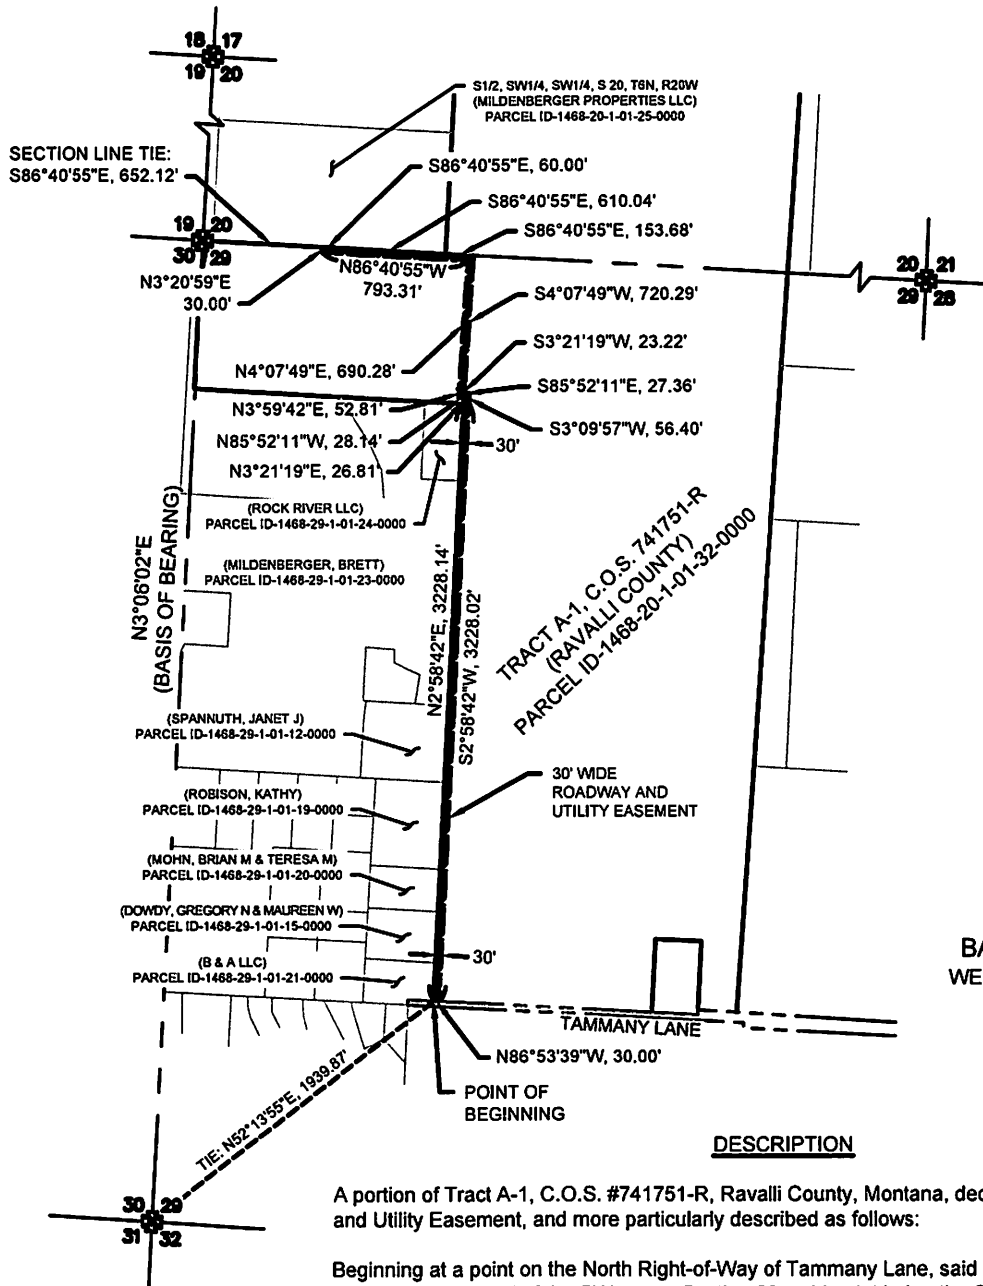 18 17
19 20
S1/2, SW1/4, SW1/4, S 20, T6N, R20W
(MILDENBERGER PROPERTIES LLC)
PARCEL ID-1468-20-1-01-25-0000
SECTION LINE TIE:
S86°40'55"E, 652.12'
S86°40'55"E, 60.00'
S86°40'55"E, 610.04'
S86°40'55"E, 153.68'
19 20
30 29
20 21
29 28
N3°20'59"E
30.00'
N86°40'55"W
793.31'
S4°07'49"W, 720.29'
S3°21'19"W, 23.22'
N4°07'49"E, 690.28'
S85°52'11"E, 27.36'
N3°59'42"E, 52.81'
S3°09'57"W, 56.40'
N85°52'11"W, 28.14'
30'
N3°21'19"E, 26.81'
(ROCK RIVER LLC)
PARCEL ID-1468-29-1-01-24-0000
(MILDENBERGER, BRETT)
PARCEL ID-1468-29-1-01-23-0000
N3°06'02"E
(BASIS OF BEARING)
N2°58'42"E, 3228.14'
S2°58'42"W, 3228.02'
TRACT A-1, C.O.S. 741751-R
(RAVALLI COUNTY)
PARCEL ID-1468-20-1-01-32-0000
(SPANNUTH, JANET J)
PARCEL ID-1468-29-1-01-12-0000
30' WIDE
ROADWAY AND
UTILITY EASEMENT
(ROBISON, KATHY)
PARCEL ID-1468-29-1-01-19-0000
(MOHN, BRIAN M & TERESA M)
PARCEL ID-1468-29-1-01-20-0000
(DOWDY, GREGORY N & MAUREEN W)
PARCEL ID-1468-29-1-01-15-0000
30'
(B & A LLC)
PARCEL ID-1468-29-1-01-21-0000
BA
WE
TAMMANY LANE
N86°53'39"W, 30.00'
POINT OF
BEGINNING
TIE: N52°13'55"E, 1939.87'
30 29
31 32
DESCRIPTION
A portion of Tract A-1, C.O.S. #741751-R, Ravalli County, Montana, dec
and Utility Easement, and more particularly described as follows:
Beginning at a point on the North Right-of-Way of Tammany Lane, said